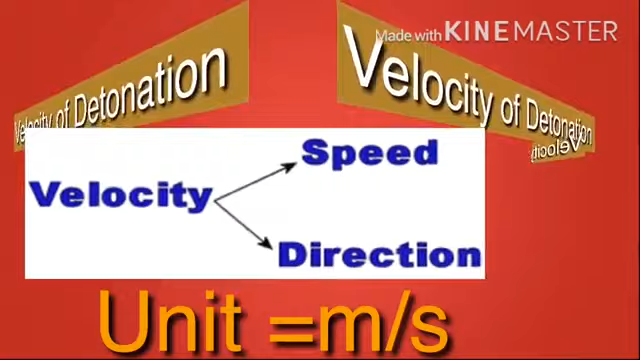 Made with KINEMASTER
Velocity of Detonation
Velocity of Detonation
Velocity
Speed
Velocity
Direction
Unit =m/s